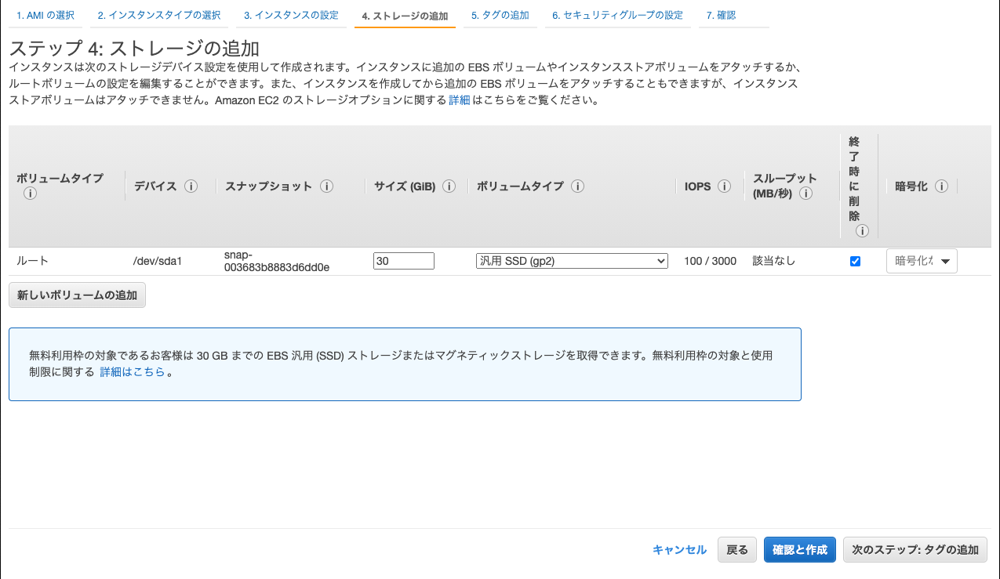 1. AMI の選択 2. インスタンスタイプの選択 3. インスタンスの設定 4. ストレージの追加 5. タグの追加 6. セキュリティグループの設定 7. 確認
ステップ 4: ストレージの追加
インスタンスは次のストレージデバイス設定を使用して作成されます。インスタンスに追加の EBS ボリュームやインスタンスストアボリュームをアタッチするか、
ルートボリュームの設定を編集することができます。また、インスタンスを作成してから追加の EBS ボリュームをアタッチすることもできますが、インスタンス
ストアボリュームはアタッチできません。Amazon EC2 のストレージオプションに関する 詳細 はこちらをご覧ください。
ボリュームタイプ デバイス スナップショット サイズ (GiB) ボリュームタイプ IOPS スループット (MB/秒) 終了時に削除 暗号化
ルート /dev/sda1 snap-003683b8883d6dd0e 30 汎用 SSD (gp2) 100 / 3000 該当なし 暗号化な
新しいボリュームの追加
無料利用枠の対象であるお客様は 30 GB までの EBS 汎用 (SSD) ストレージまたはマグネティックストレージを取得できます。無料利用枠の対象と使用
制限に関する 詳細はこちら 。
キャンセル 戻る 確認と作成 次のステップ: タグの追加